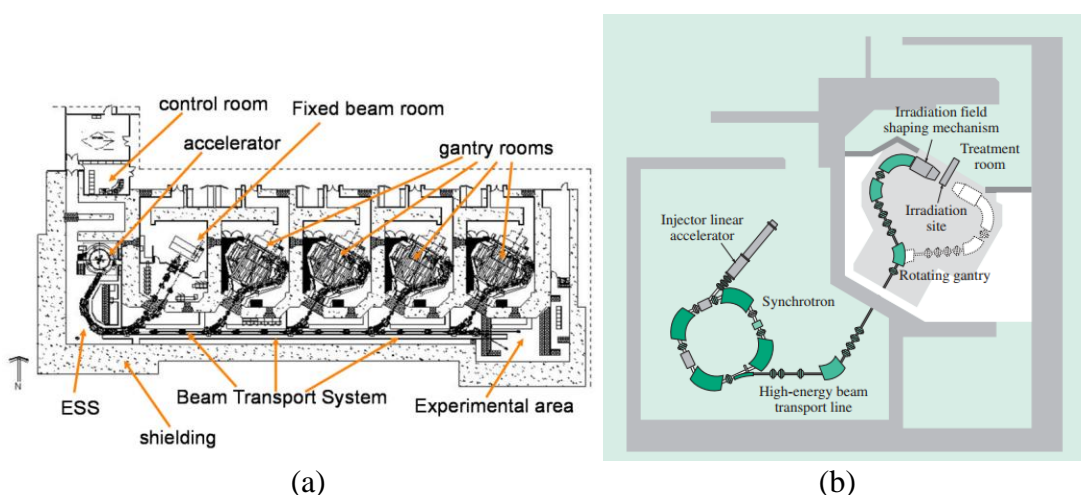 control room
Fixed beam room
accelerator
gantry rooms
N
ESS
Beam Transport System
Experimental area
shielding
(a)
Irradiation field
shaping mechanism
Treatment
room
Injector linear
accelerator
Irradiation
site
Rotating gantry
Synchrotron
High-energy beam
transport line
(b)